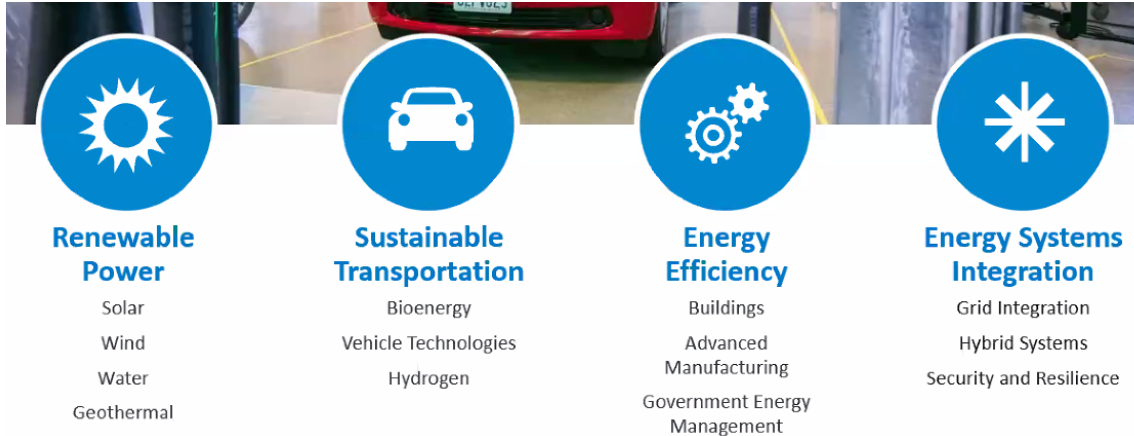 Renewable
Power
Solar
Wind
Water
Geothermal
Sustainable
Transportation
Bioenergy
Vehicle Technologies
Hydrogen
Energy
Efficiency
Buildings
Advanced
Manufacturing
Government Energy
Management
Energy Systems
Integration
Grid Integration
Hybrid Systems
Security and Resilience